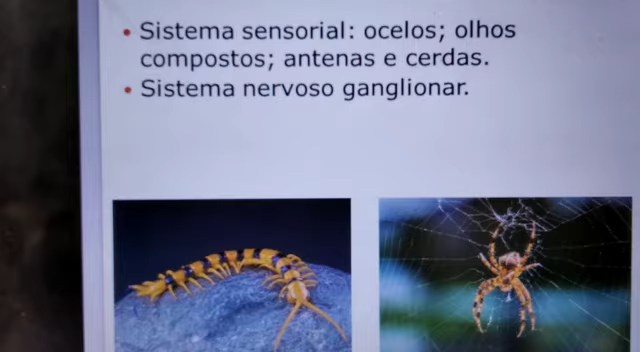 • Sistema sensorial: ocelos; olhos
compostos; antenas e cerdas.
• Sistema nervoso ganglionar.